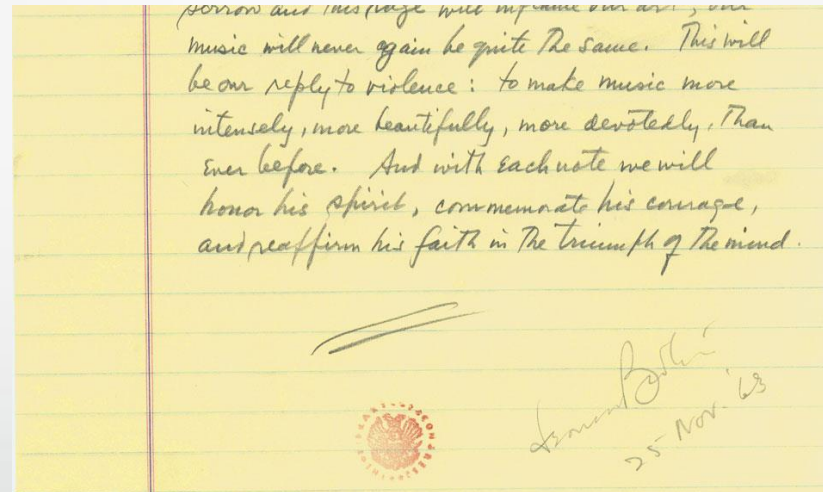 sorrow and this rage will inflame our art; our
music will never again be quite the same. This will
be our reply to violence: to make music more
intensely, more beautifully, more devotedly, than
ever before. And with each note we will
honor his spirit, commemorate his courage,
and reaffirm his faith in the triumph of the mind.
25 Nov. '63